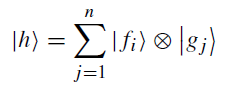 |h⟩ = ∑_{j=1}^{n} |f_i⟩ ⊗ |g_j⟩